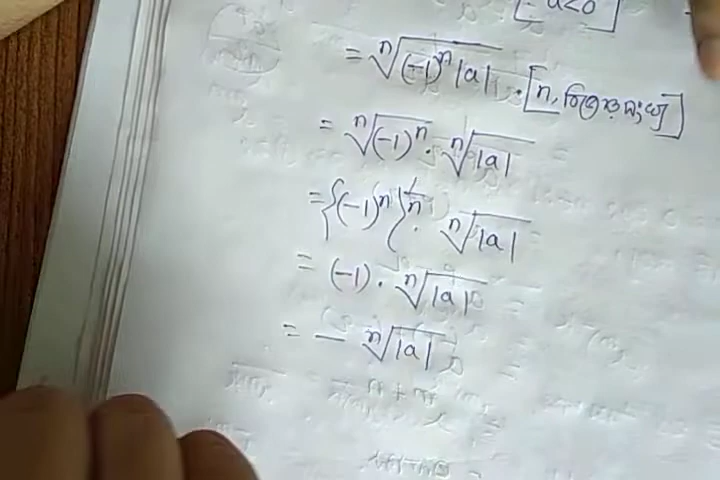 [∵ a<0]
= ⁿ√((-1)ⁿ|a|) [n, বিজোড় সংখ্যা]
= ⁿ√((-1)ⁿ) · ⁿ√|a|
= {(-1)ⁿ}^(1/n) · ⁿ√|a|
= (-1) · ⁿ√|a|
= - ⁿ√|a|